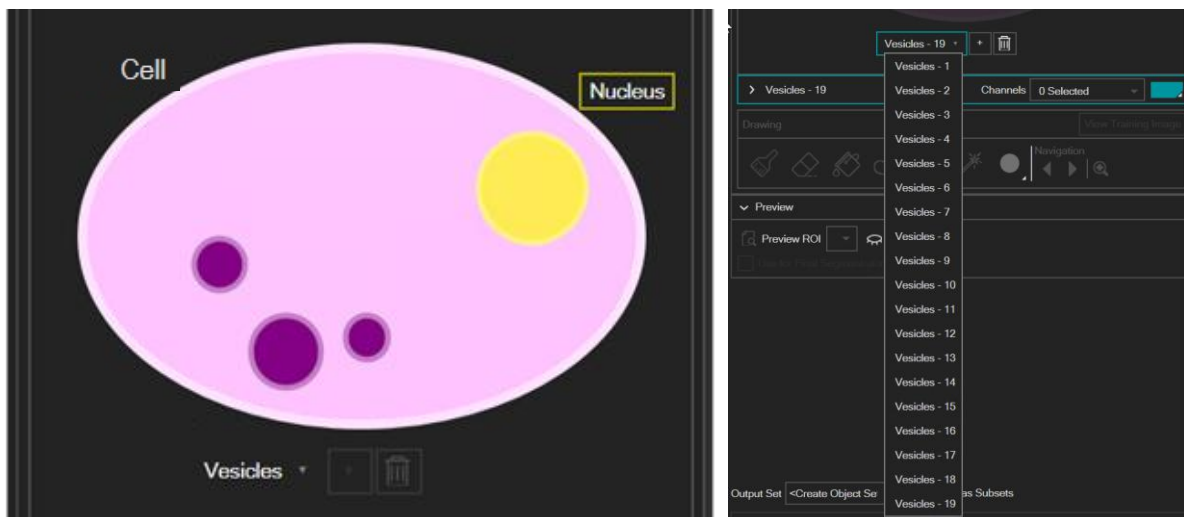 Cell
Nucleus
Vesicles
Vesicles - 19
+
Vesicles - 1
Vesicles - 2
Vesicles - 3
Vesicles - 4
Vesicles - 5
Vesicles - 6
Vesicles - 7
Vesicles - 8
Vesicles - 9
Vesicles - 10
Vesicles - 11
Vesicles - 12
Vesicles - 13
Vesicles - 14
Vesicles - 15
Vesicles - 16
Vesicles - 17
Vesicles - 18
Vesicles - 19
Vesicles - 19
Channels 0 Selected
Drawing
View Training Image
Navigation
Preview
Preview ROI
Output Set <Create Object Se
as Subsets